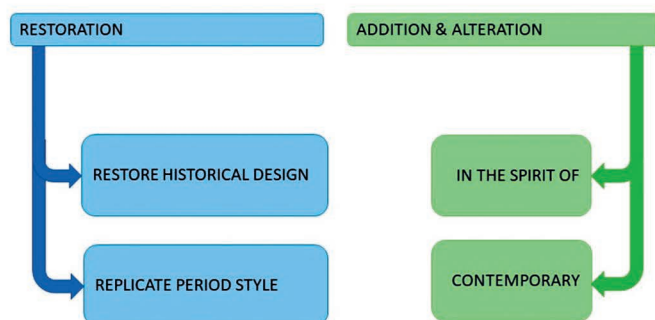 RESTORATION
ADDITION & ALTERATION
RESTORE HISTORICAL DESIGN
IN THE SPIRIT OF
REPLICATE PERIOD STYLE
CONTEMPORARY